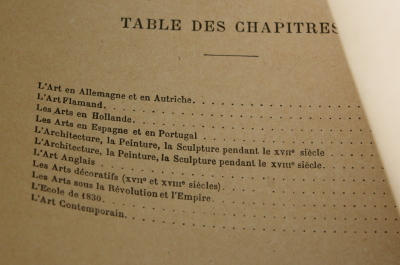 TABLE DES CHAPITRES
L'Art en Allemagne et en Autriche.
L'Art Flamand.
Les Arts en Hollande.
Les Arts en Espagne et en Portugal
L'Architecture, la Peinture, la Sculpture pendant le XVIIe siècle
L'Architecture, la Peinture, la Sculpture pendant le XVIIIe siècle.
L'Art Anglais
Les Arts décoratifs (XVIIe et XVIIIe siècles).
Les Arts sous la Révolution et l'Empire.
L'Ecole de 1830.
L'Art Contemporain.